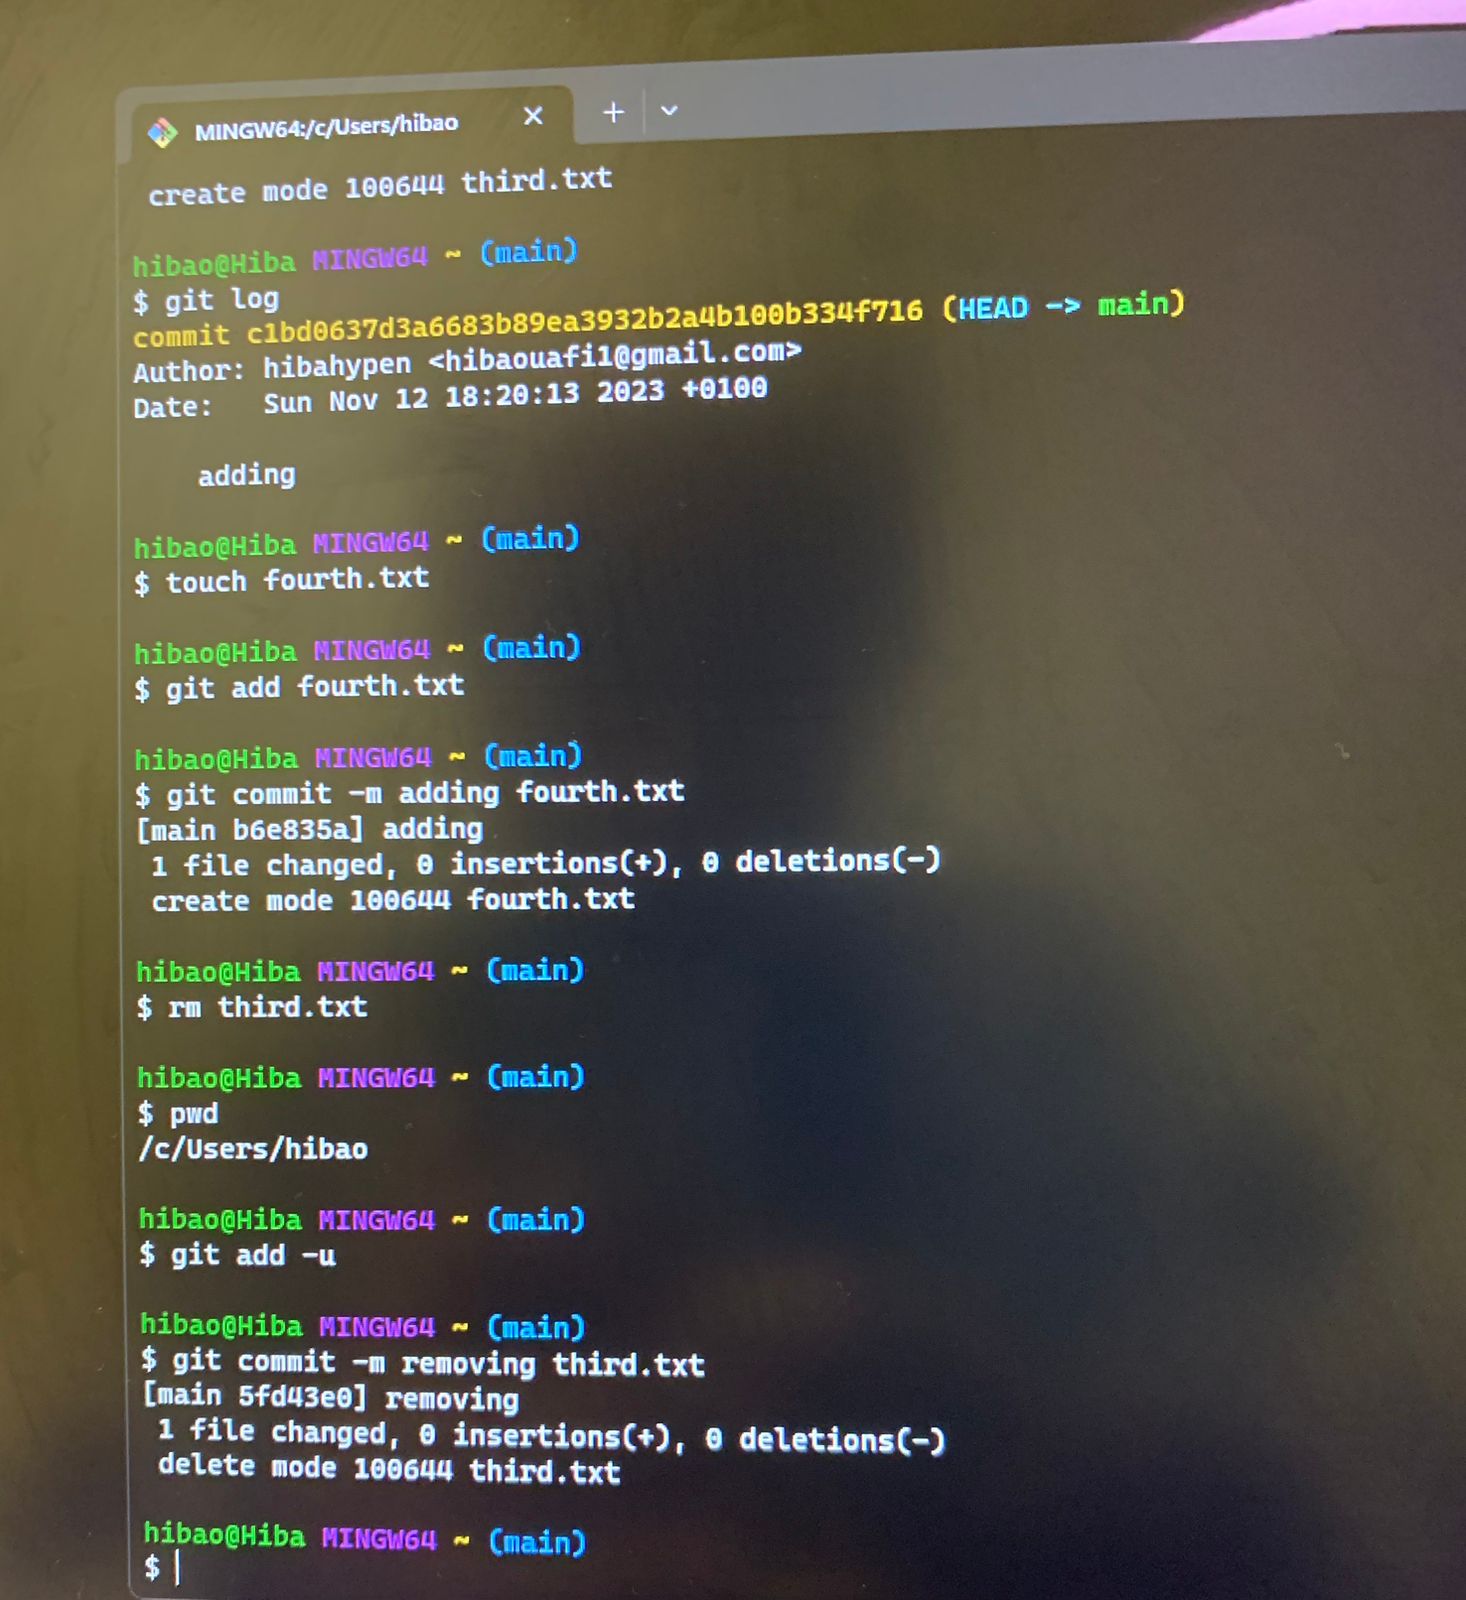 MINGW64:/c/Users/hibao
create mode 100644 third.txt
hibao@Hiba MINGW64 ~ (main)
$ git log
commit c1bd0637d3a6683b89ea3932b2a4b100b334f716 (HEAD -> main)
Author: hibahypen <hibaouafi1@gmail.com>
Date:   Sun Nov 12 18:20:13 2023 +0100
adding
hibao@Hiba MINGW64 ~ (main)
$ touch fourth.txt
hibao@Hiba MINGW64 ~ (main)
$ git add fourth.txt
hibao@Hiba MINGW64 ~ (main)
$ git commit -m adding fourth.txt
[main b6e835a] adding
1 file changed, 0 insertions(+), 0 deletions(-)
create mode 100644 fourth.txt
hibao@Hiba MINGW64 ~ (main)
$ rm third.txt
hibao@Hiba MINGW64 ~ (main)
$ pwd
/c/Users/hibao
hibao@Hiba MINGW64 ~ (main)
$ git add -u
hibao@Hiba MINGW64 ~ (main)
$ git commit -m removing third.txt
[main 5fd43e0] removing
1 file changed, 0 insertions(+), 0 deletions(-)
delete mode 100644 third.txt
hibao@Hiba MINGW64 ~ (main)
$